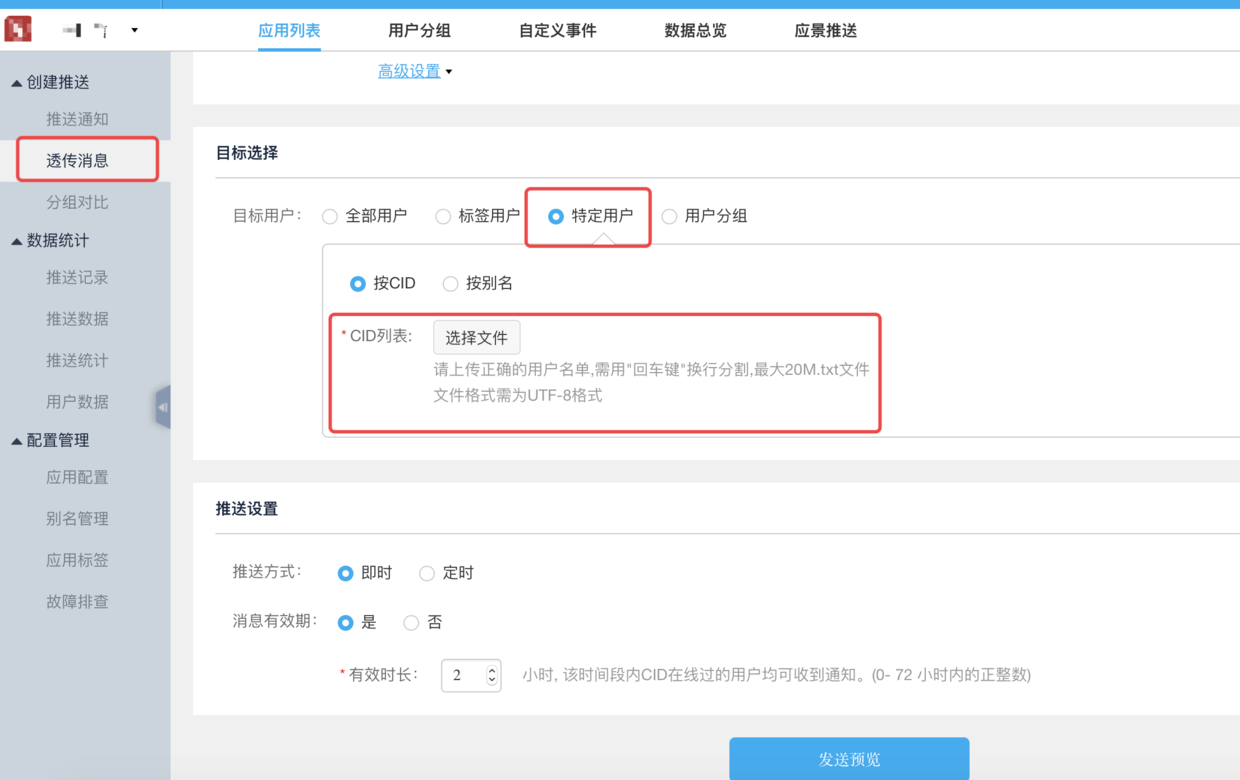 应用列表 用户分组 自定义事件 数据总览 应景推送
创建推送
推送通知
透传消息
分组对比
数据统计
推送记录
推送数据
推送统计
用户数据
配置管理
应用配置
别名管理
应用标签
故障排查
高级设置
目标选择
目标用户： 全部用户 标签用户 特定用户 用户分组
按CID 按别名
*CID列表: 选择文件
请上传正确的用户名单,需用"回车键"换行分割,最大20M.txt文件
文件格式需为UTF-8格式
推送设置
推送方式： 即时 定时
消息有效期： 是 否
*有效时长： 2 小时, 该时间段内CID在线过的用户均可收到通知。(0- 72 小时内的正整数)
发送预览